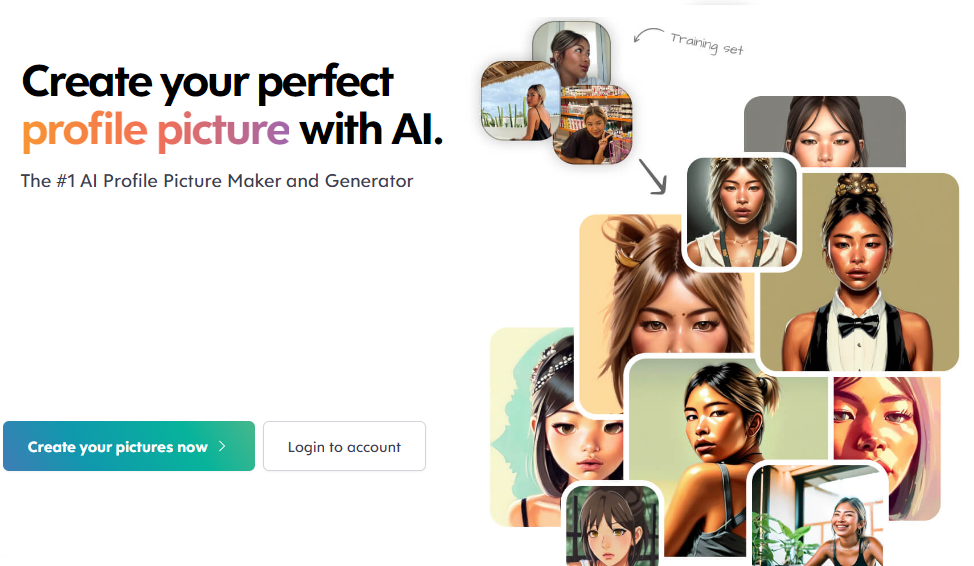 Create your perfect
profile picture with AI.
The #1 AI Profile Picture Maker and Generator
Create your pictures now
Login to account
Training set